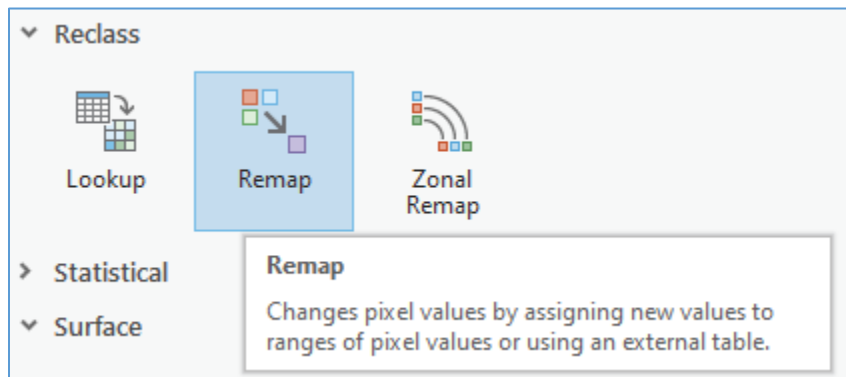 Reclass
Lookup
Remap
Zonal
Remap
Statistical
Surface
Remap
Changes pixel values by assigning new values to
ranges of pixel values or using an external table.